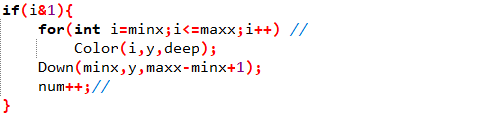 if(i&1){
for(int i=minx;i<=maxx;i++) //
Color(i,y,deep);
Down(minx,y,maxx-minx+1);
num++;//
}